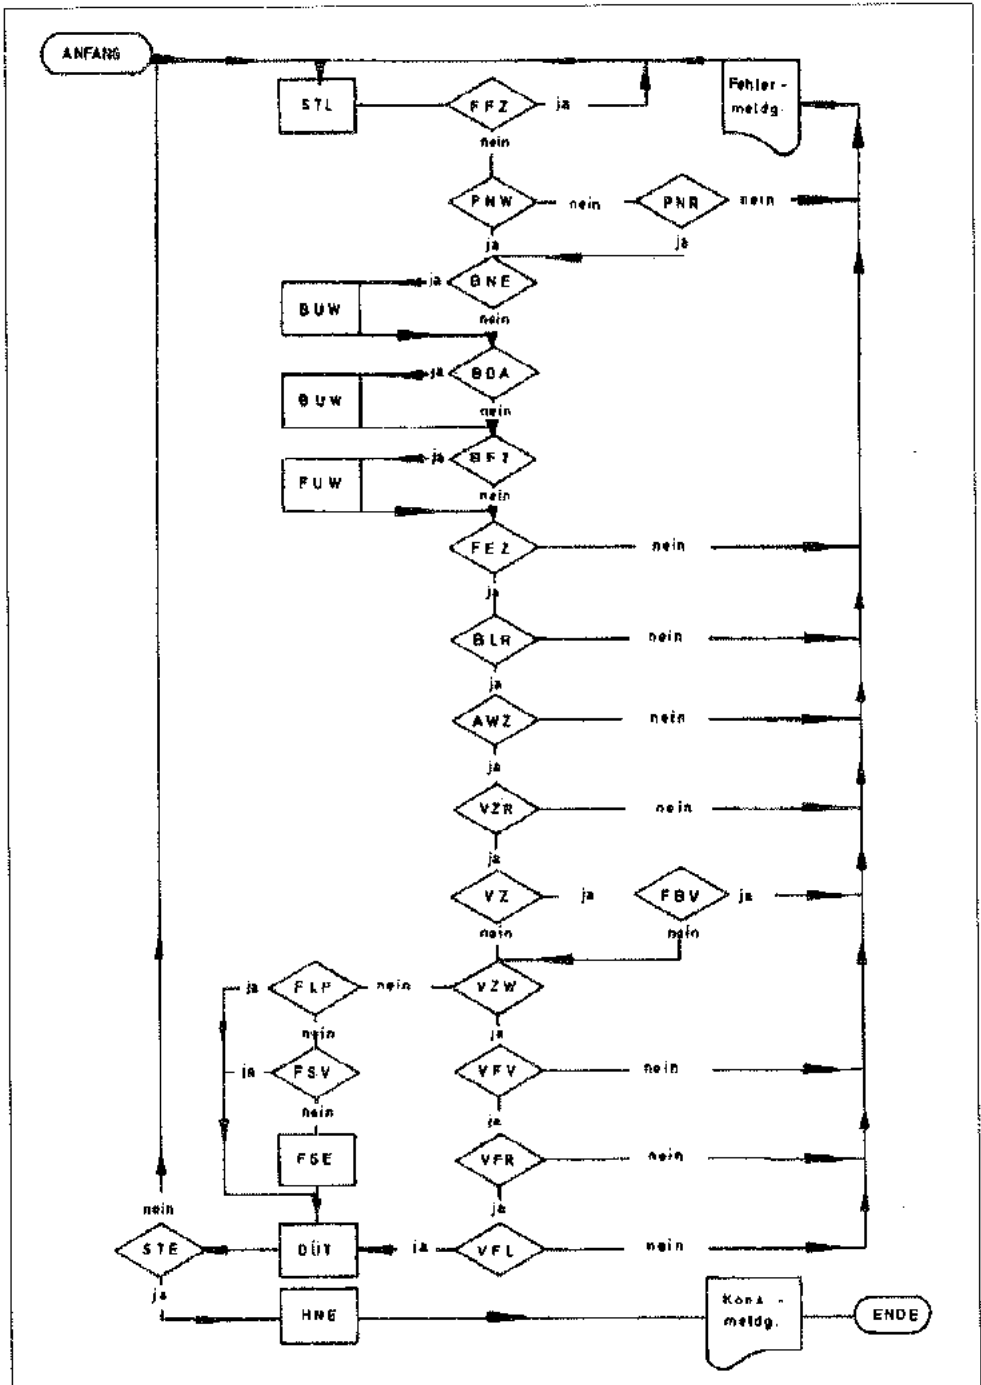 ANFANG
STL
FFZ
ja
Fehler-
meldg.
nein
PNW
nein
PNR
nein
ja
ja
BNE
ja
BUW
nein
BDA
ja
BUW
nein
ja
FUW
nein
FEZ
nein
ja
BLR
nein
ja
AWZ
nein
ja
VZR
nein
ja
VZ
ja
FBV
ja
nein
nein
ja
FLP
nein
VZW
nein
ja
ja
FSV
VFV
nein
nein
ja
FSE
VFR
nein
nein
ja
STE
DÜT
ja
VFL
nein
ja
HNE
Kons.-
meldg.
ENDE